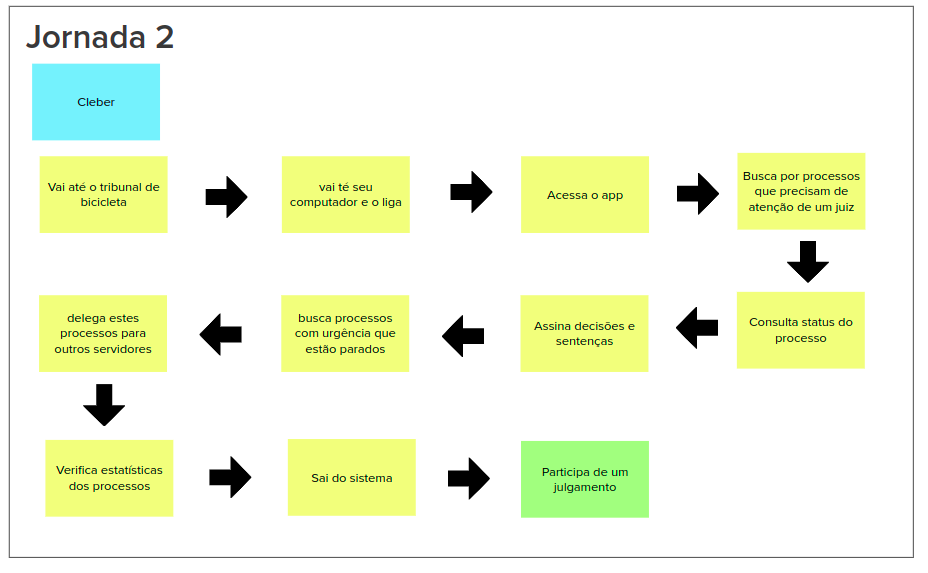 Jornada 2
Cleber
Vai até o tribunal de
bicicleta
vai té seu
computador e o liga
Acessa o app
Busca por processos
que precisam de
atenção de um juiz
Consulta status do
processo
Assina decisões e
sentenças
busca processos
com urgência que
estão parados
delega estes
processos para
outros servidores
Verifica estatísticas
dos processos
Sai do sistema
Participa de um
julgamento